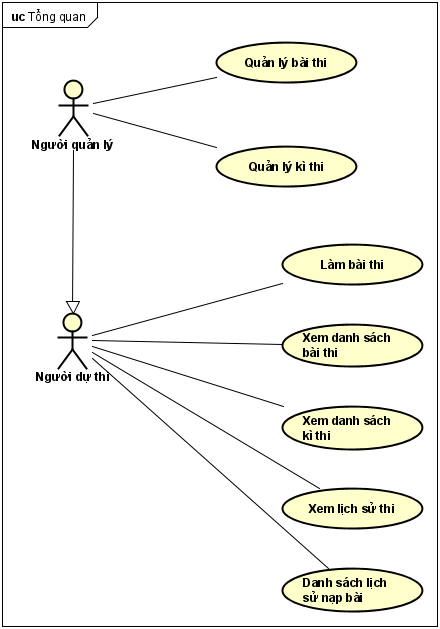 uc Tổng quan
Quản lý bài thi
Người quản lý
Quản lý kì thi
Làm bài thi
Xem danh sách
bài thi
Người dự thi
Xem danh sách
kì thi
Xem lịch sử thi
Danh sách lịch
sử nạp bài